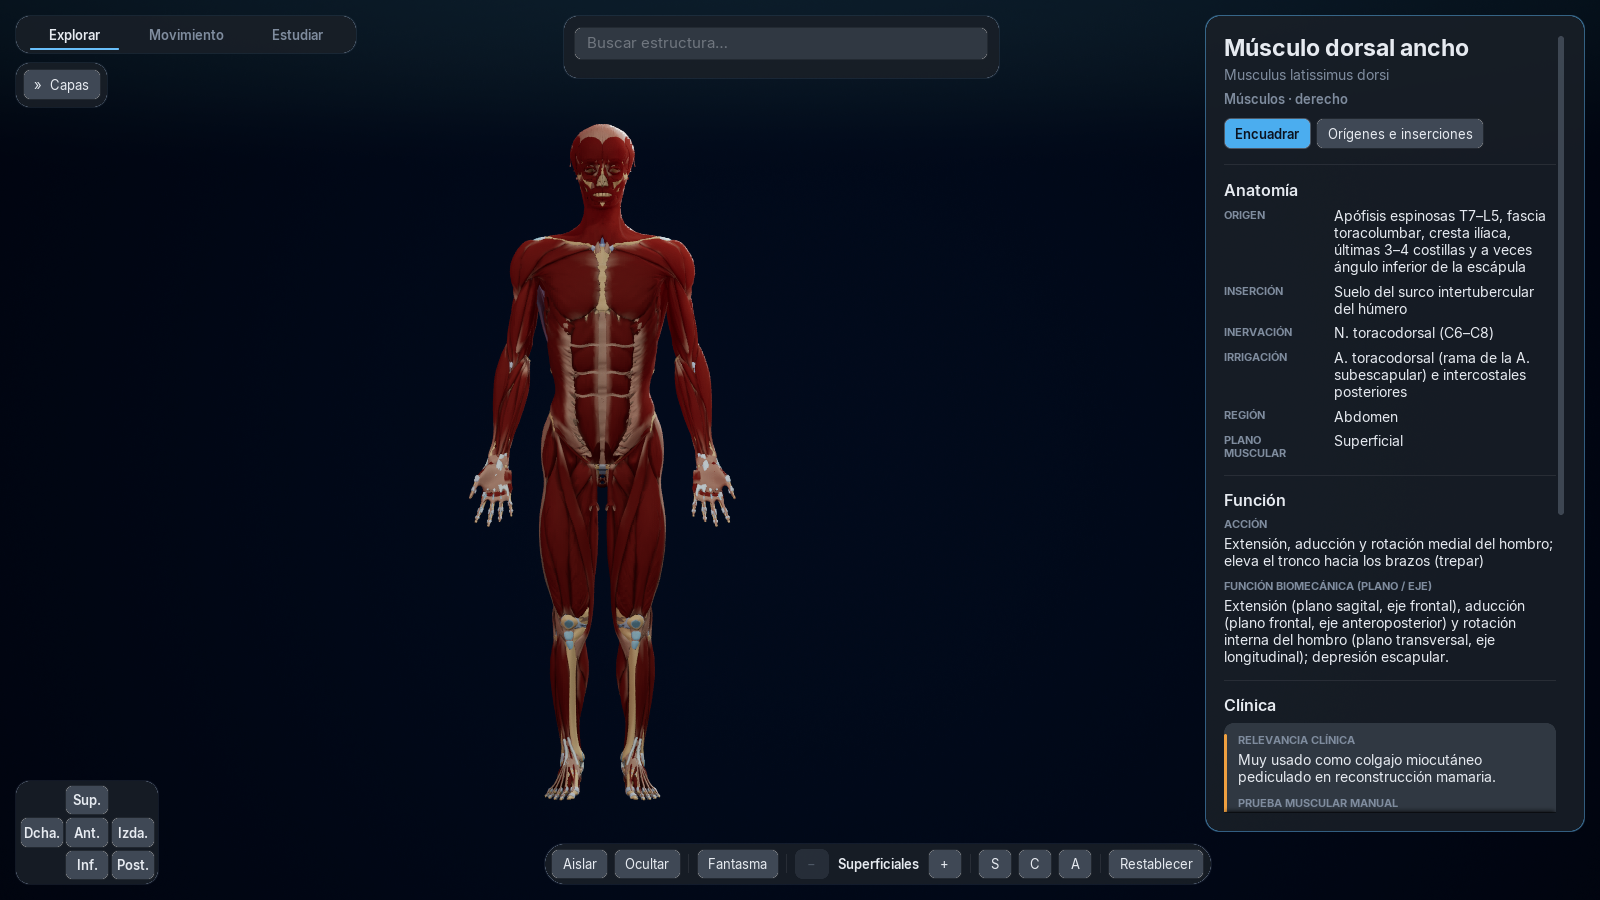 Explorar
Movimiento
Estudiar
» Capas
Buscar estructura...
Músculo dorsal ancho
Musculus latissimus dorsi
Músculos · derecho
Encuadrar
Orígenes e inserciones
Anatomía
ORIGEN
Apófisis espinosas T7–L5, fascia
toracolumbar, cresta ilíaca,
últimas 3–4 costillas y a veces
ángulo inferior de la escápula
INSERCIÓN
Suelo del surco intertubercular
del húmero
INERVACIÓN
N. toracodorsal (C6–C8)
IRRIGACIÓN
A. toracodorsal (rama de la A.
subescapular) e intercostales
posteriores
REGIÓN
Abdomen
PLANO
MUSCULAR
Superficial
Función
ACCIÓN
Extensión, aducción y rotación medial del hombro;
eleva el tronco hacia los brazos (trepar)
FUNCIÓN BIOMECÁNICA (PLANO / EJE)
Extensión (plano sagital, eje frontal), aducción
(plano frontal, eje anteroposterior) y rotación
interna del hombro (plano transversal, eje
longitudinal); depresión escapular.
Clínica
RELEVANCIA CLÍNICA
Muy usado como colgajo miocutáneo
pediculado en reconstrucción mamaria.
PRUEBA MUSCULAR MANUAL
Sup.
Dcha.
Ant.
Izda.
Inf.
Post.
Aislar
Ocultar
Fantasma
−
Superficiales
+
S
C
A
Restablecer